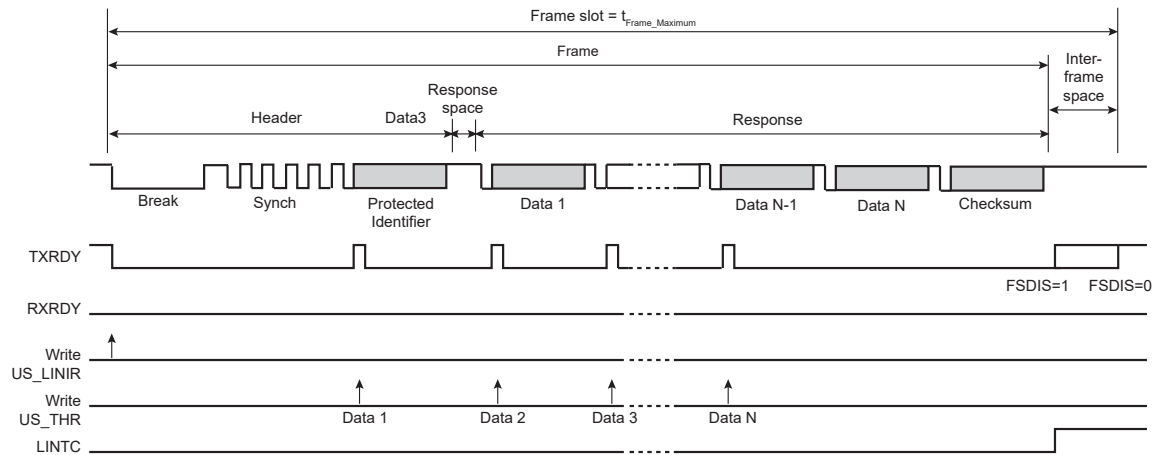 Frame slot = tFrame_Maximum
Frame
Inter-
frame
space
Response
space
Header
Data3
Response
Break
Synch
Protected
Identifier
Data 1
Data N-1
Data N
Checksum
TXRDY
FSDIS=1
FSDIS=0
RXRDY
Write
US_LINIR
Write
US_THR
Data 1
Data 2
Data 3
Data N
LINTC